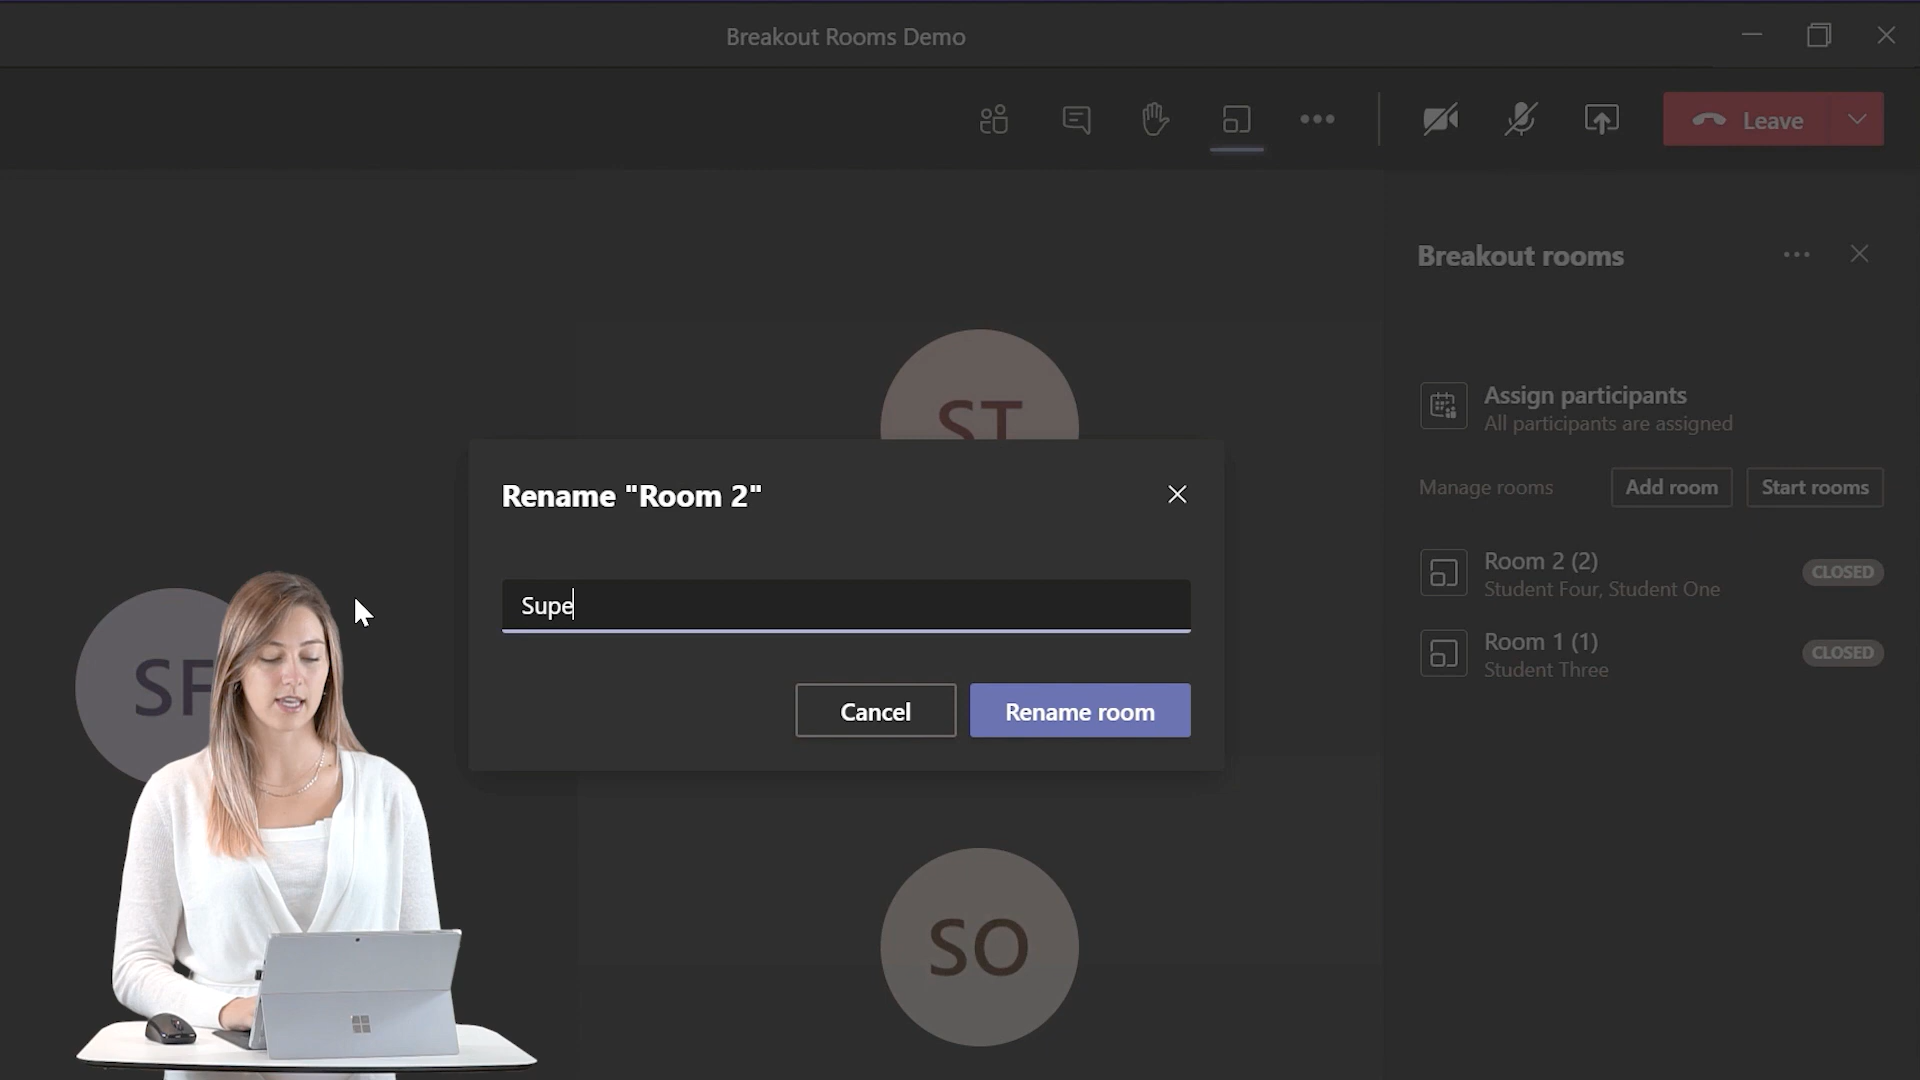 Breakout Rooms Demo
Leave
Breakout rooms
ST
Assign participants
All participants are assigned
Manage rooms
Add room
Start rooms
Rename "Room 2"
Room 2 (2)
CLOSED
Student Four, Student One
Supe
Room 1 (1)
CLOSED
Student Three
SF
Cancel
Rename room
SO